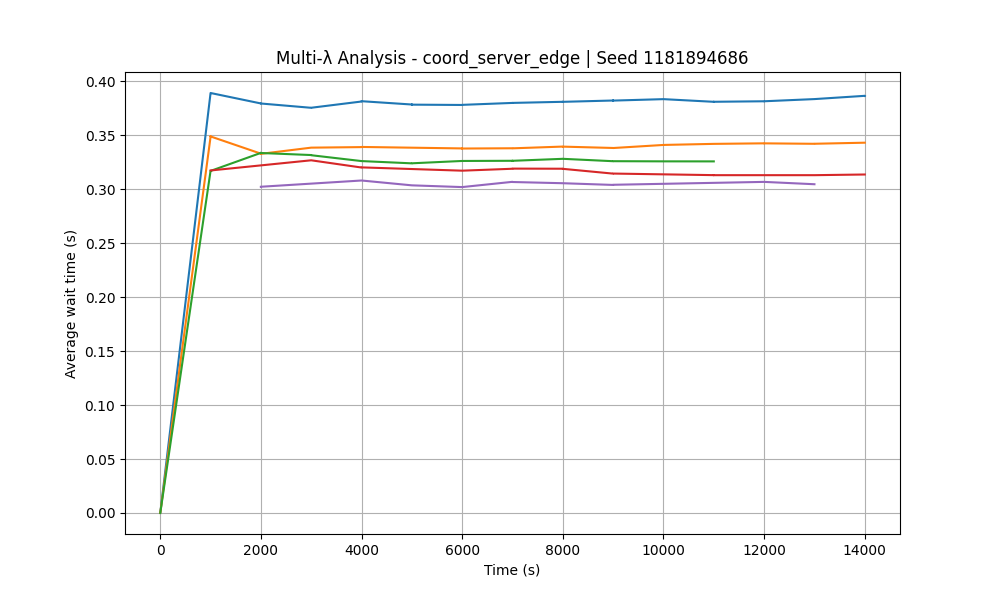 Multi-λ Analysis - coord_server_edge | Seed 1181894686
0.40
0.35
0.30
0.25
0.20
0.15
0.10
0.05
0.00
Average wait time (s)
0 2000 4000 6000 8000 10000 12000 14000
Time (s)